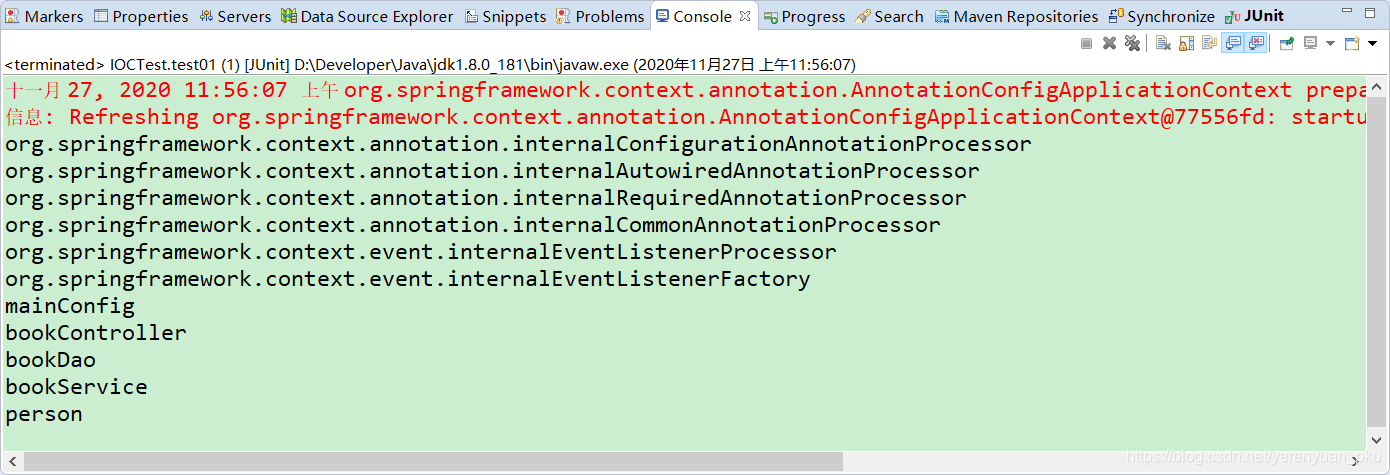 Markers Properties Servers Data Source Explorer Snippets Problems Console Progress Search Maven Repositories Synchronize JUnit
<terminated> IOCTest.test01 (1) [JUnit] D:\Developer\Java\jdk1.8.0_181\bin\javaw.exe (2020年11月27日 上午11:56:07)
十一月 27, 2020 11:56:07 上午 org.springframework.context.annotation.AnnotationConfigApplicationContext prepa
信息: Refreshing org.springframework.context.annotation.AnnotationConfigApplicationContext@77556fd: startu
org.springframework.context.annotation.internalConfigurationAnnotationProcessor
org.springframework.context.annotation.internalAutowiredAnnotationProcessor
org.springframework.context.annotation.internalRequiredAnnotationProcessor
org.springframework.context.annotation.internalCommonAnnotationProcessor
org.springframework.context.event.internalEventListenerProcessor
org.springframework.context.event.internalEventListenerFactory
mainConfig
bookController
bookDao
bookService
person
https://blog.csdn.net/yerenyuan_pku